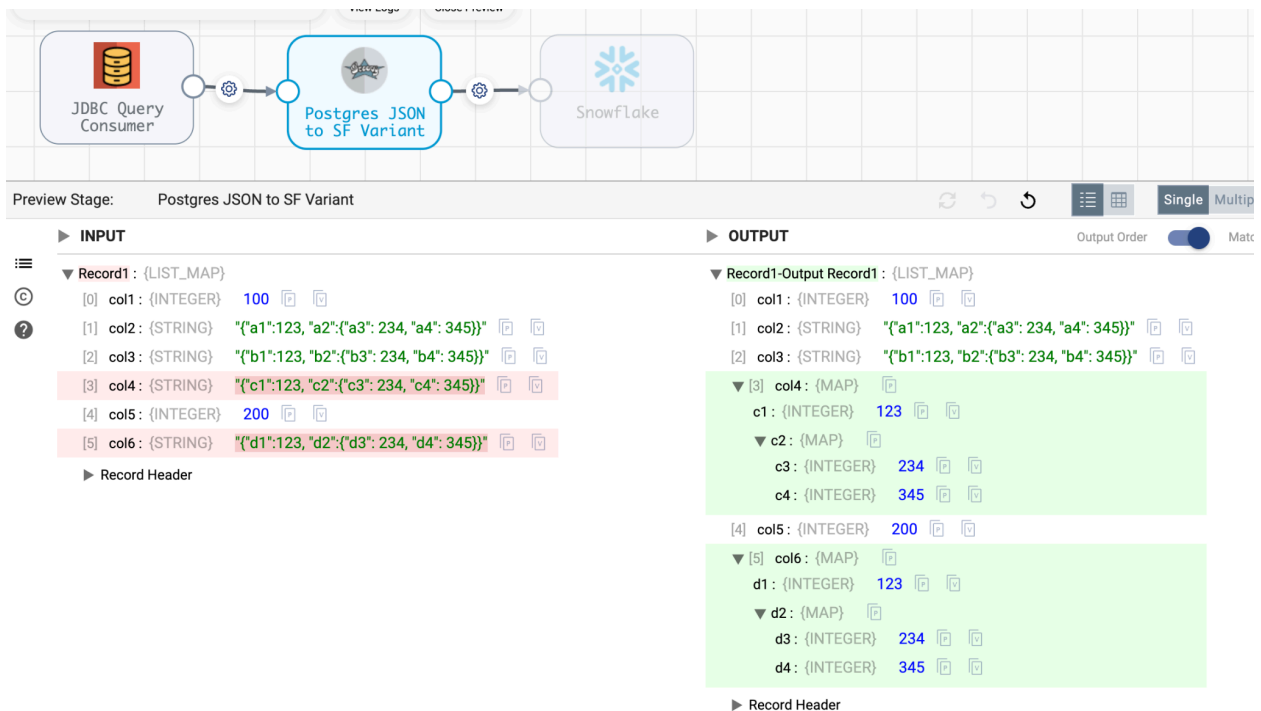 View Logs
Close Preview
JDBC Query
Consumer
Postgres JSON
to SF Variant
Snowflake
Preview Stage: Postgres JSON to SF Variant
Single Multip
INPUT
OUTPUT
Output Order
Matc
Record1 : {LIST_MAP}
[0] col1 : {INTEGER} 100
[1] col2 : {STRING} "{"a1":123, "a2":{"a3": 234, "a4": 345}}"
[2] col3 : {STRING} "{"b1":123, "b2":{"b3": 234, "b4": 345}}"
[3] col4 : {STRING} "{"c1":123, "c2":{"c3": 234, "c4": 345}}"
[4] col5 : {INTEGER} 200
[5] col6 : {STRING} "{"d1":123, "d2":{"d3": 234, "d4": 345}}"
Record Header
Record1-Output Record1 : {LIST_MAP}
[0] col1 : {INTEGER} 100
[1] col2 : {STRING} "{"a1":123, "a2":{"a3": 234, "a4": 345}}"
[2] col3 : {STRING} "{"b1":123, "b2":{"b3": 234, "b4": 345}}"
[3] col4 : {MAP}
c1 : {INTEGER} 123
c2 : {MAP}
c3 : {INTEGER} 234
c4 : {INTEGER} 345
[4] col5 : {INTEGER} 200
[5] col6 : {MAP}
d1 : {INTEGER} 123
d2 : {MAP}
d3 : {INTEGER} 234
d4 : {INTEGER} 345
Record Header